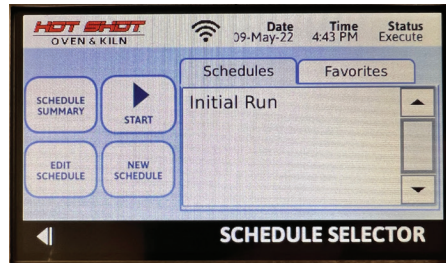 HOT SHOT
OVEN & KILN
Date Time Status
09-May-22 4:43 PM Execute
Schedules Favorites
SCHEDULE
SUMMARY
START
Initial Run
EDIT
SCHEDULE
NEW
SCHEDULE
SCHEDULE SELECTOR